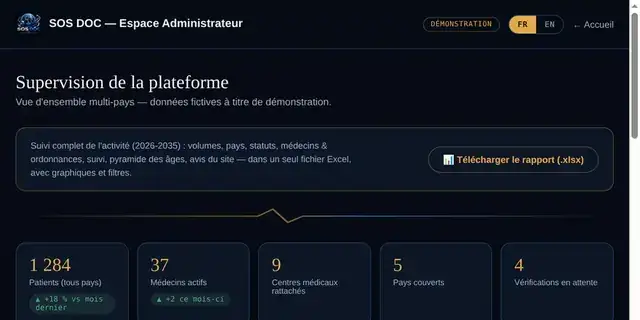 SOS DOC
SOS DOC — Espace Administrateur
DÉMONSTRATION
FR
EN
← Accueil
Supervision de la plateforme
Vue d'ensemble multi-pays — données fictives à titre de démonstration.
Suivi complet de l'activité (2026-2035) : volumes, pays, statuts, médecins &
ordonnances, suivi, pyramide des âges, avis du site — dans un seul fichier Excel,
avec graphiques et filtres.
📊 Télécharger le rapport (.xlsx)
1 284
Patients (tous pays)
▲ +18 % vs mois
dernier
37
Médecins actifs
▲ +2 ce mois-ci
9
Centres médicaux
rattachés
5
Pays couverts
4
Vérifications en attente